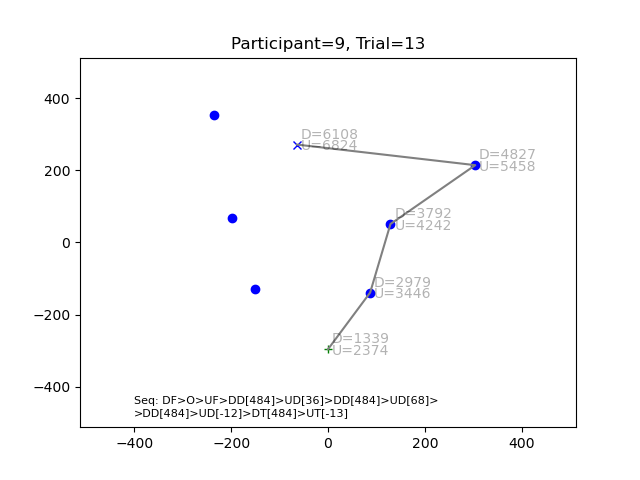 Participant=9, Trial=13
400
200
0
−200
−400
D=6108
U=6824
D=4827
U=5458
D=3792
U=4242
D=2979
U=3446
D=1339
U=2374
Seq: DF>O>UF>DD[484]>UD[36]>DD[484]>UD[68]>
>DD[484]>UD[-12]>DT[484]>UT[-13]
−400 −200 0 200 400